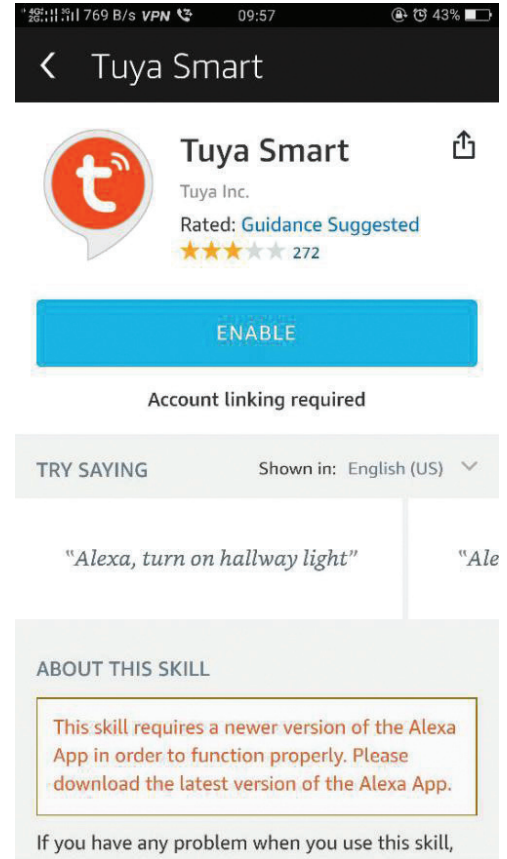 4G 3G 2G 769 B/s VPN 09:57 43%
Tuya Smart
Tuya Smart
Tuya Inc.
Rated: Guidance Suggested
272
ENABLE
Account linking required
TRY SAYING Shown in: English (US)
"Alexa, turn on hallway light" "Ale
ABOUT THIS SKILL
This skill requires a newer version of the Alexa
App in order to function properly. Please
download the latest version of the Alexa App.
If you have any problem when you use this skill,